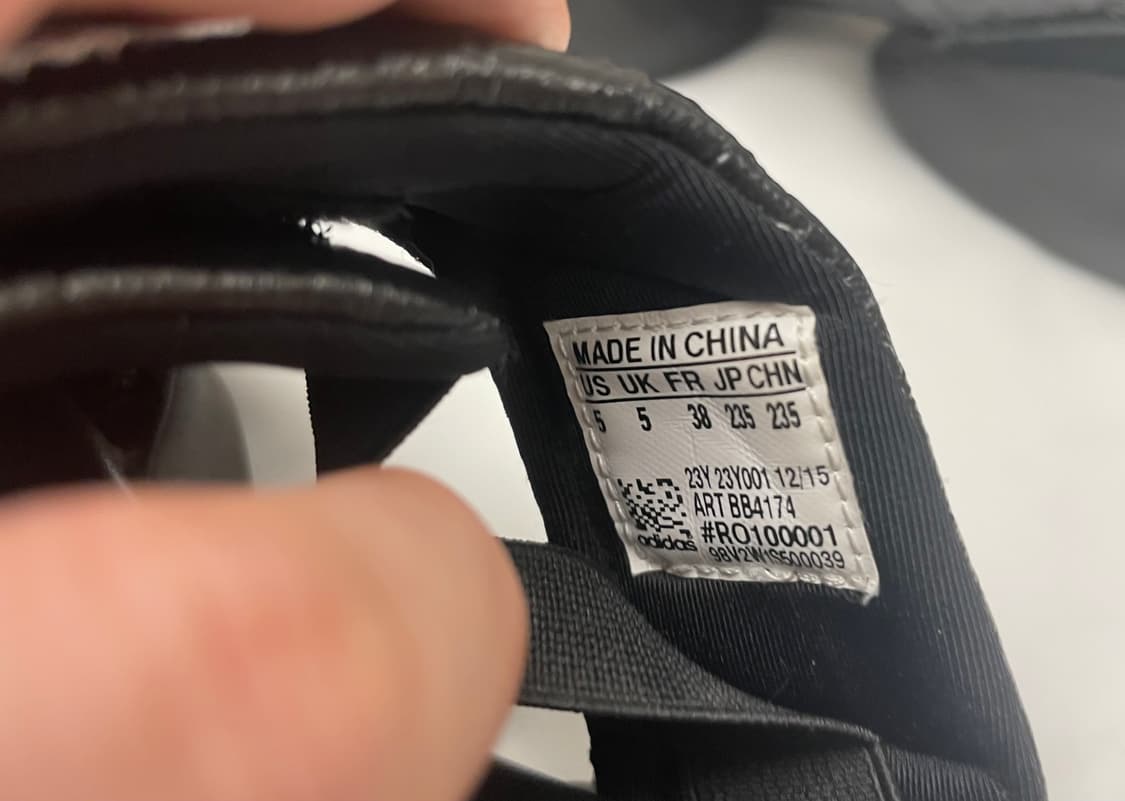 MADE IN CHINA
US UK FR JP CHN
5 5 38 235 235
23Y 23Y001 12/15
ART BB4174
#RO100001
adidas 98V2W1S500039